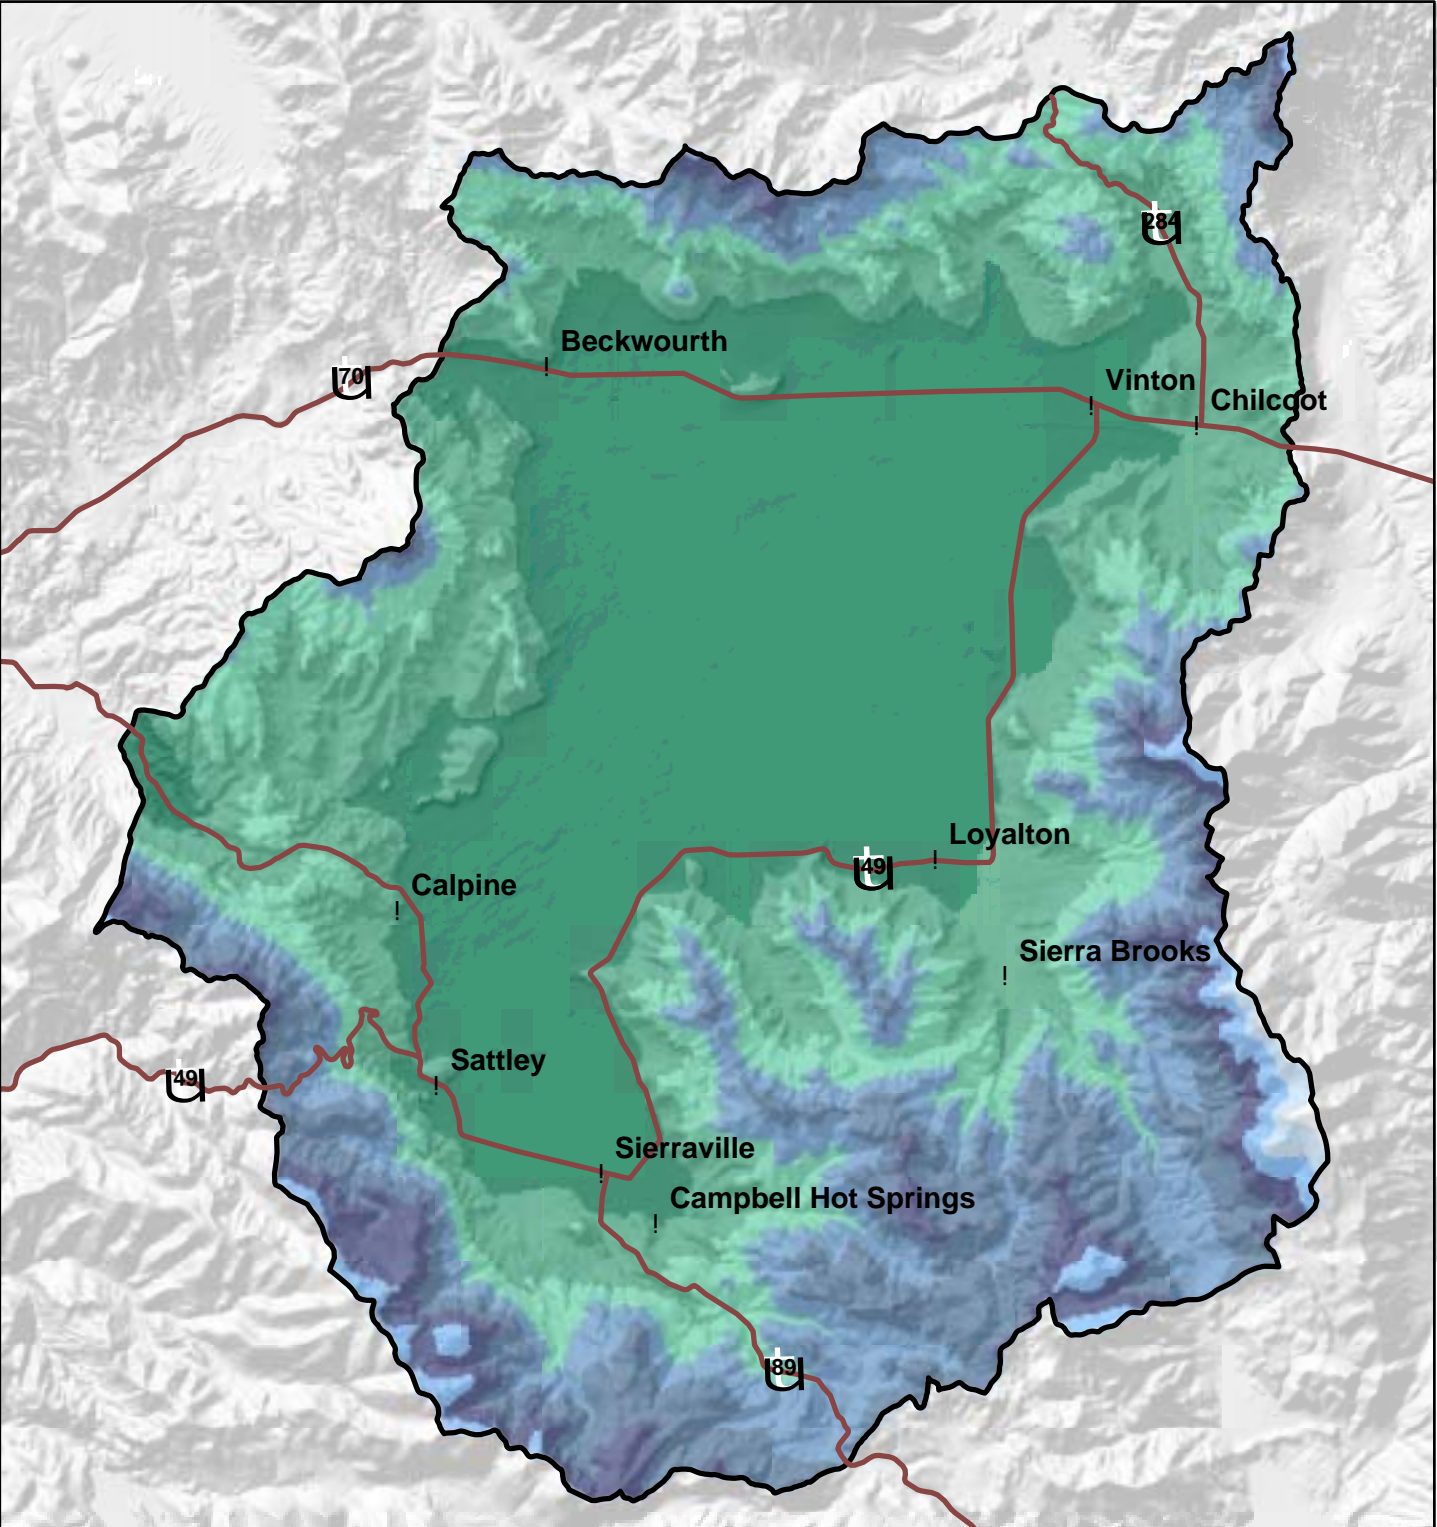 284
Beckwourth
70
Vinton
Chilcoot
Loyalton
49
Calpine
Sierra Brooks
Sattley
49
Sierraville
Campbell Hot Springs
89